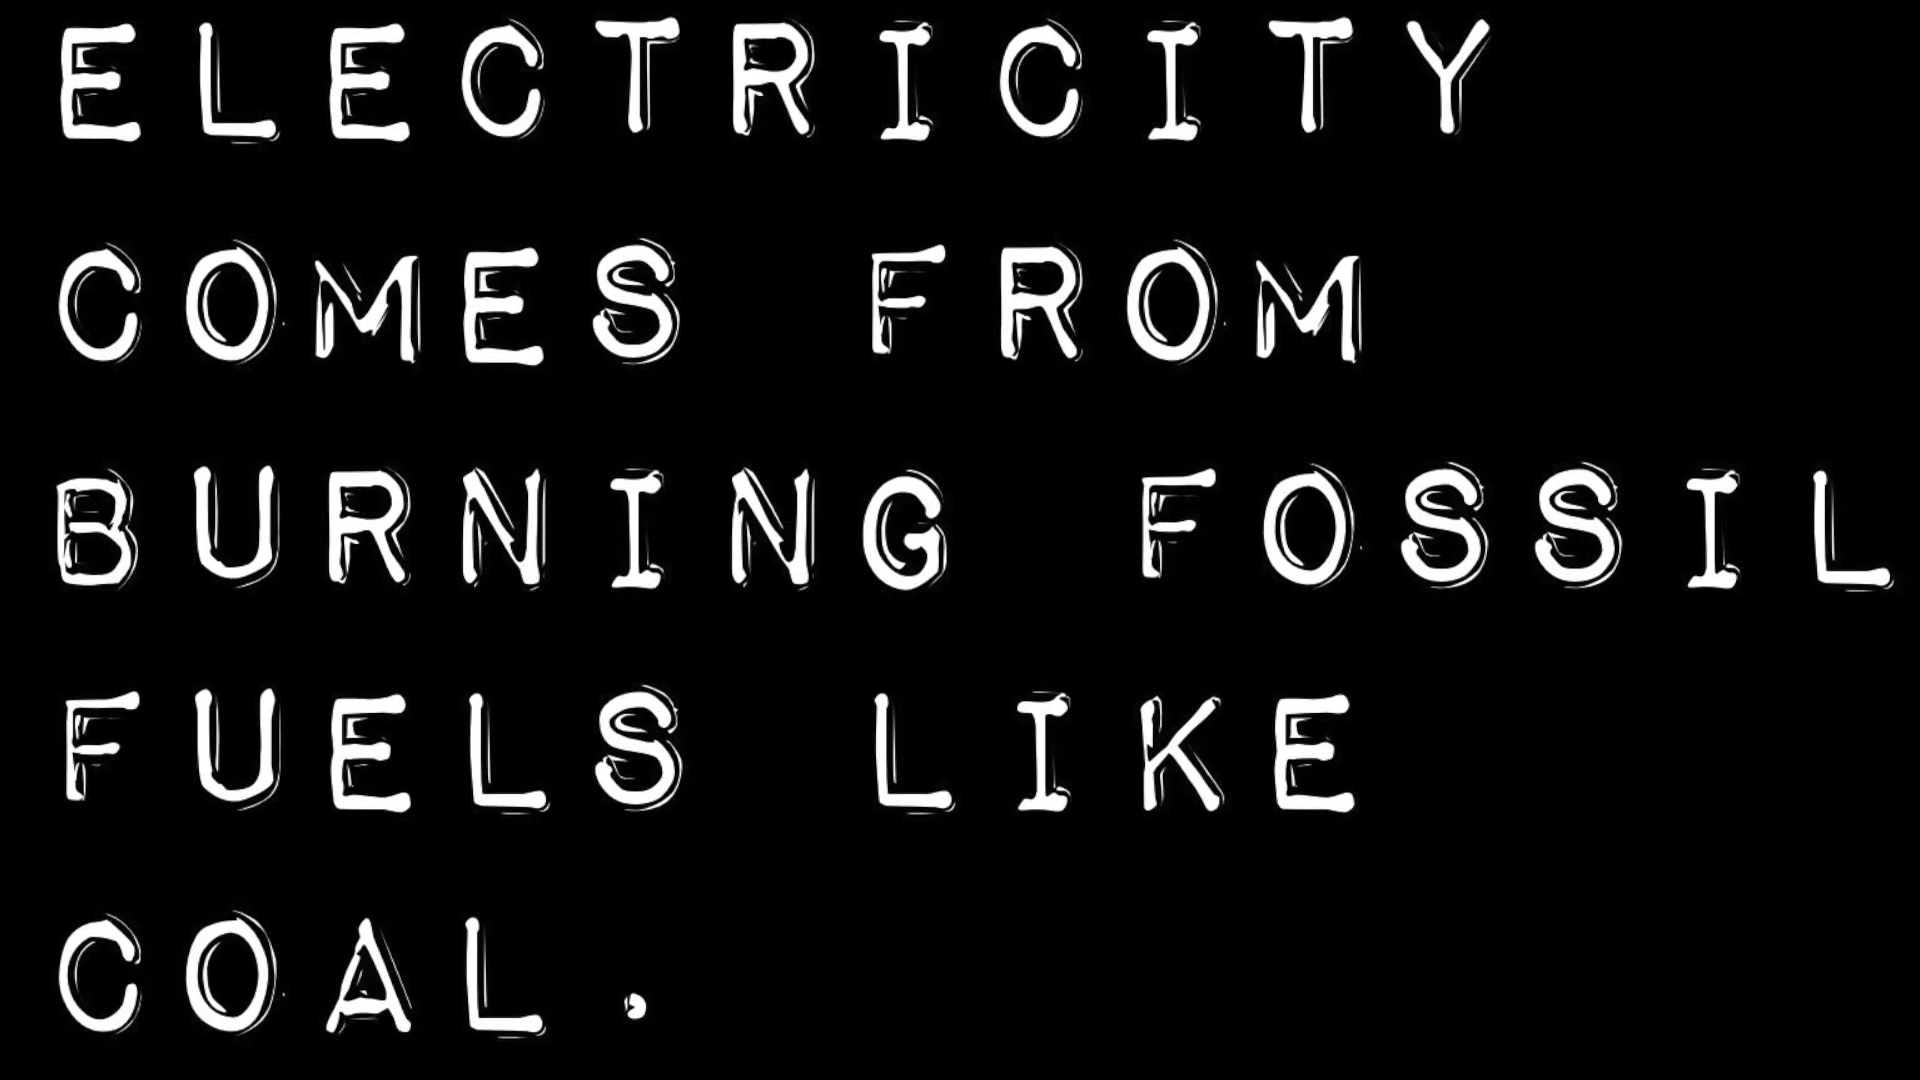 ELECTRICITY
COMES FROM
BURNING FOSSIL
FUELS LIKE
COAL.